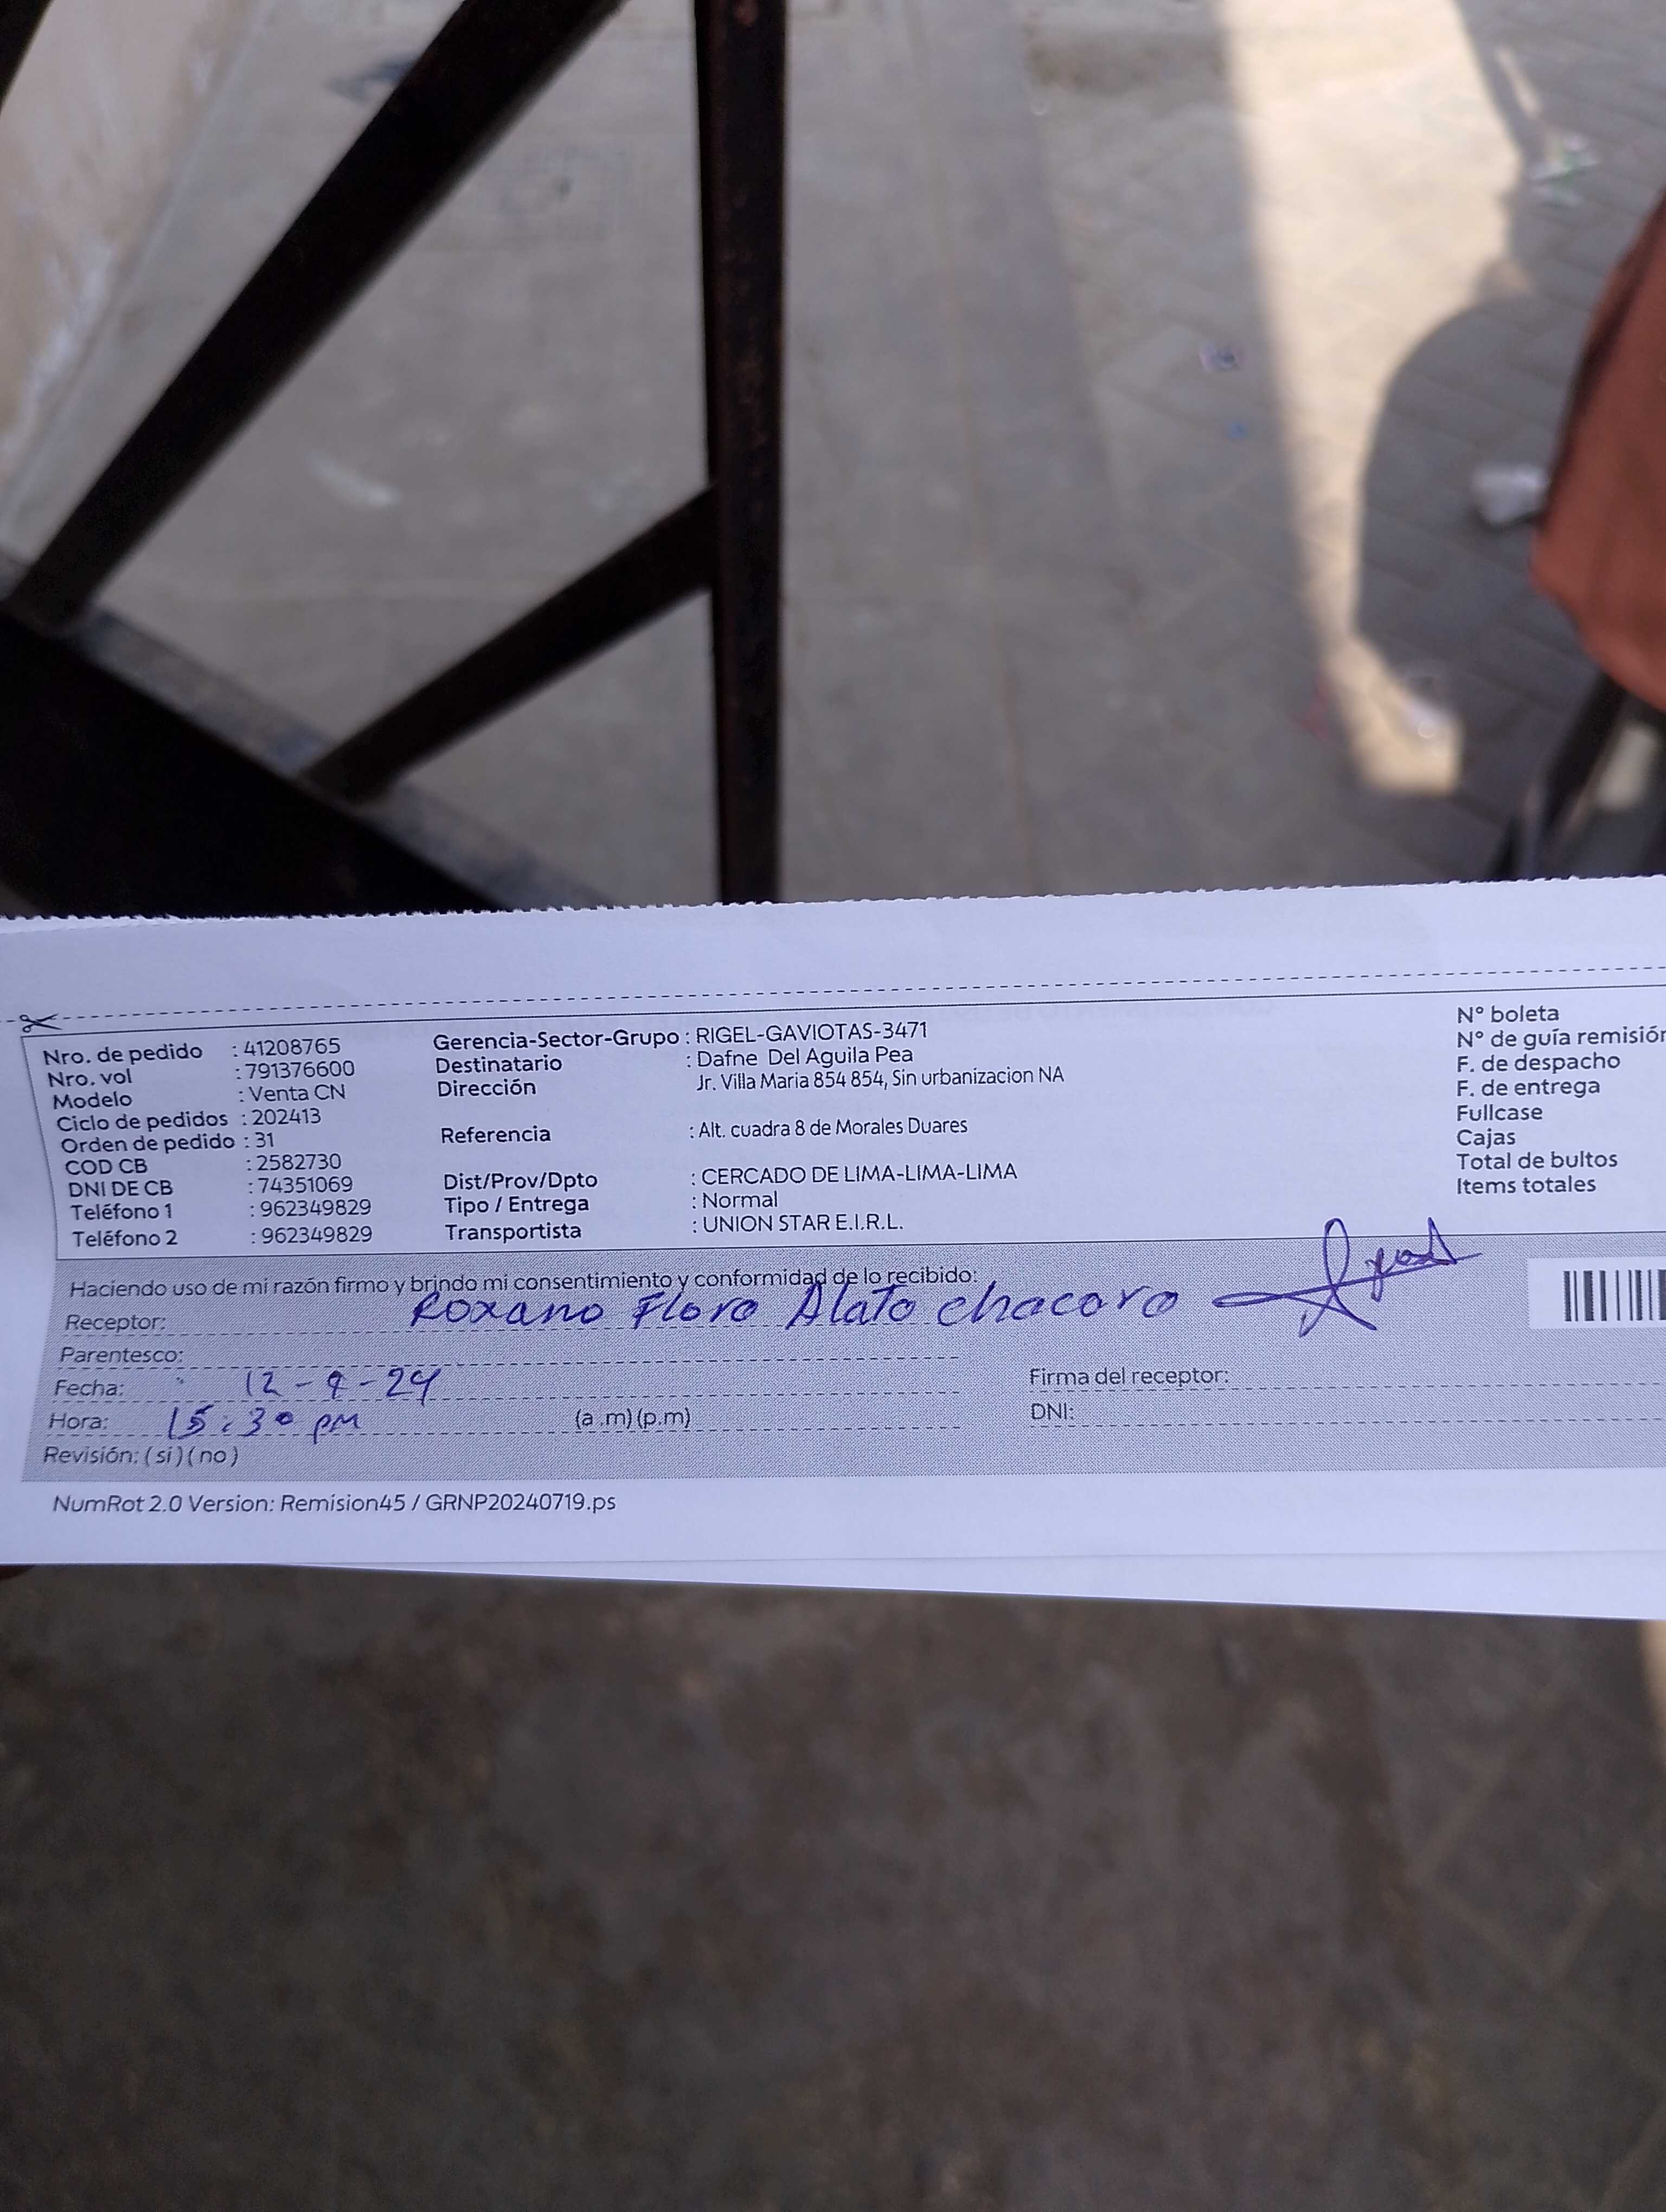 Nro. de pedido : 41208765
Nro. vol : 791376600
Modelo : Venta CN
Ciclo de pedidos : 202413
Orden de pedido : 31
COD CB : 2582730
DNI DE CB : 74351069
Teléfono 1 : 962349829
Teléfono 2 : 962349829
Gerencia-Sector-Grupo : RIGEL-GAVIOTAS-3471
Destinatario : Dafne Del Aguila Pea
Dirección Jr. Villa Maria 854 854, Sin urbanizacion NA
Referencia : Alt. cuadra 8 de Morales Duares
Dist/Prov/Dpto : CERCADO DE LIMA-LIMA-LIMA
Tipo / Entrega : Normal
Transportista : UNION STAR E.I.R.L.
N° boleta
N° de guía remisión
F. de despacho
F. de entrega
Fullcase
Cajas
Total de bultos
Items totales
Haciendo uso de mi razón firmo y brindo mi consentimiento y conformidad de lo recibido:
Receptor: Roxano Floro Alato chacoro
Parentesco:
Fecha: 12-9-24
Hora: 15:30 pm (a .m) (p.m)
Revisión: ( si ) ( no )
Firma del receptor:
DNI:
NumRot 2.0 Version: Remision45 / GRNP20240719.ps